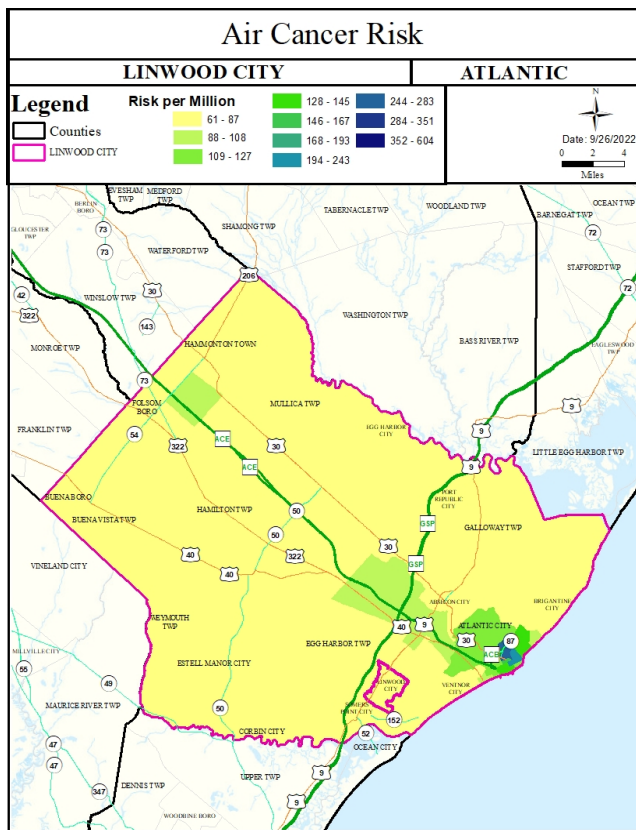 Air Cancer Risk
LINWOOD CITY
ATLANTIC
Legend
Counties
LINWOOD CITY
Risk per Million
61 - 87
88 - 108
109 - 127
128 - 145
146 - 167
168 - 193
194 - 243
244 - 283
284 - 351
352 - 604
N
Date: 9/26/2022
0 2 4
Miles
EVESHAM TWP
MEDFORD TWP
TABERNACLE TWP
WOODLAND TWP
OCEAN TWP
BARNEGAT TWP
BERLIN BORO
SHAMONG TWP
GLOUCESTER TWP
73
72
WATERFORD TWP
73
STAFFORD TWP
206
42
WINSLOW TWP
30
72
322
143
WASHINGTON TWP
MONROE TWP
HAMMONTON TOWN
BASS RIVER TWP
EAGLESWOOD TWP
73
FOLSOM BORO
MULLICA TWP
9
FRANKLIN TWP
54
322
ACE
30
EGG HARBOR CITY
9
LITTLE EGG HARBOR TWP
ACE
9
BUENA BORO
PORT REPUBLIC CITY
HAMILTON TWP
50
BUENA VISTA TWP
GSP
GALLOWAY TWP
50
322
30
40
GSP
VINELAND CITY
40
WEYMOUTH TWP
ABSECON CITY
BRIGANTINE CITY
40
9
ATLANTIC CITY
30
87
MILLVILLE CITY
EGG HARBOR TWP
ACE
55
ESTELL MANOR CITY
49
LINWOOD CITY
VENTNOR CITY
MAURICE RIVER TWP
50
SOMERS POINT CITY
152
47
CORBIN CITY
52
OCEAN CITY
47
UPPER TWP
9
DENNIS TWP
347
9
WOODBINE BORO